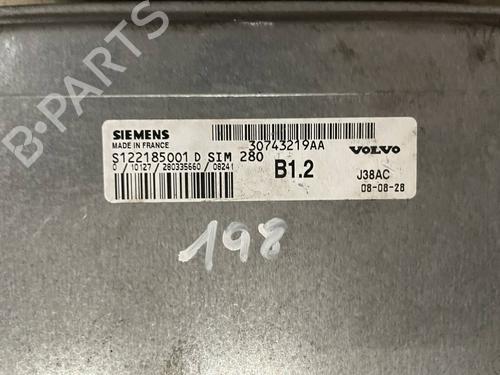 B-PARTS
SIEMENS
MADE IN FRANCE
30743219AA
VOLVO
S122185001 D SIM 280
0 / 10127 / 280335660 / 08241
B1.2
J38AC
08-08-28
198